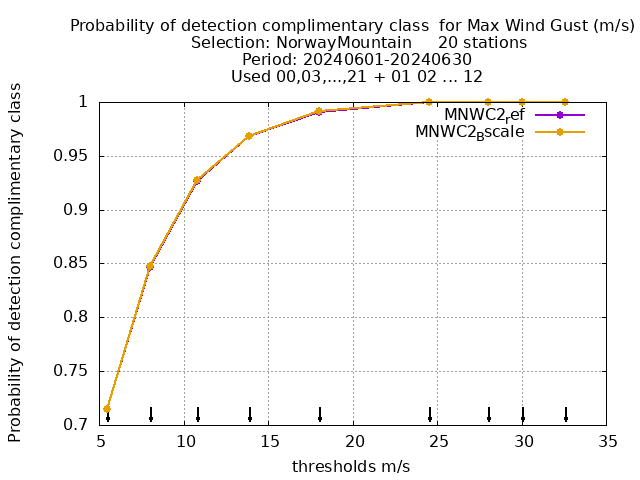 Probability of detection complimentary class  for Max Wind Gust (m/s)
Selection: NorwayMountain     20 stations
Period: 20240601-20240630
Used 00,03,...,21 + 01 02 ... 12
Probability of detection complimentary class
1
0.95
0.9
0.85
0.8
0.75
0.7
MNWC2ref
MNWC2Bscale
5 10 15 20 25 30 35
thresholds m/s